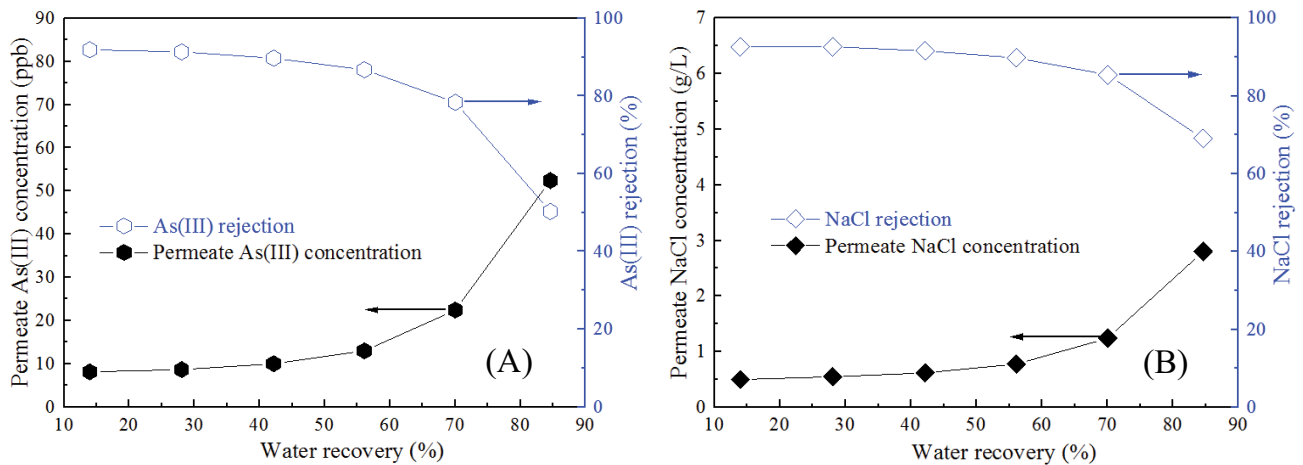 Permeate As(III) concentration (ppb)
90
80
70
60
50
40
30
20
10
0
As(III) rejection
Permeate As(III) concentration
(A)
100
80
60
40
20
0
As(III) rejection (%)
10 20 30 40 50 60 70 80 90
Water recovery (%)
Permeate NaCl concentration (g/L)
7
6
5
4
3
2
1
0
NaCl rejection
Permeate NaCl concentration
(B)
100
80
60
40
20
0
NaCl rejection (%)
10 20 30 40 50 60 70 80 90
Water recovery (%)